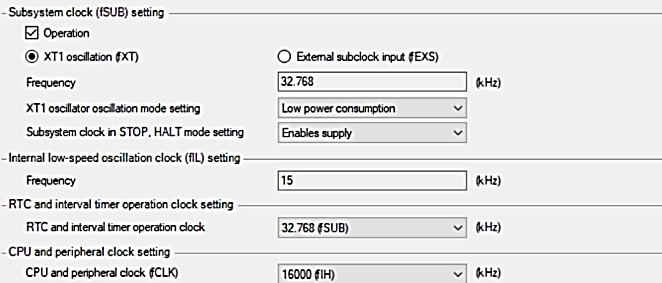 Subsystem clock (fSUB) setting
Operation
XT1 oscillation (fXT) External subclock input (fEXS)
Frequency 32.768 (kHz)
XT1 oscillator oscillation mode setting Low power consumption
Subsystem clock in STOP, HALT mode setting Enables supply
Internal low-speed oscillation clock (fIL) setting
Frequency 15 (kHz)
RTC and interval timer operation clock setting
RTC and interval timer operation clock 32.768 (fSUB) (kHz)
CPU and peripheral clock setting
CPU and peripheral clock (fCLK) 16000 (fIH) (kHz)